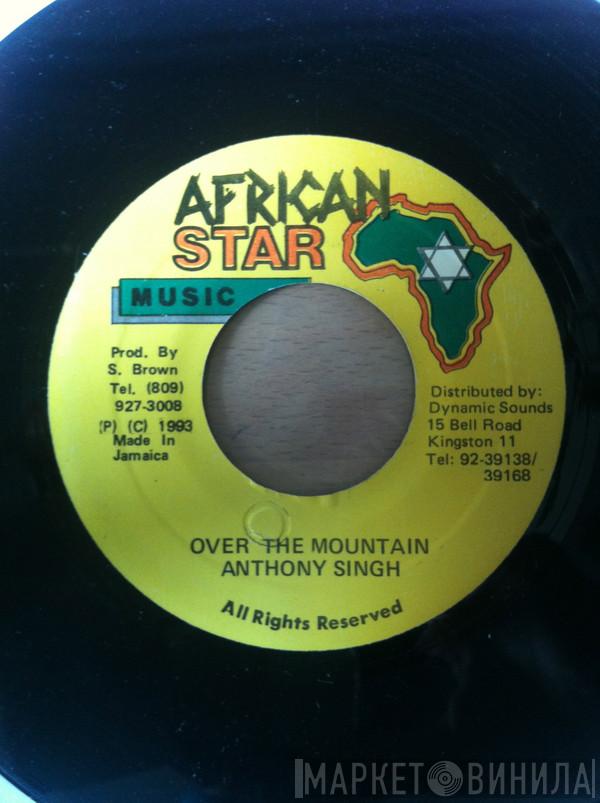 AFRICAN
STAR
MUSIC
Prod. By
S. Brown
Tel. (809)
927-3008
(P) (C) 1993
Made In
Jamaica
Distributed by:
Dynamic Sounds
15 Bell Road
Kingston 11
Tel: 92-39138/
39168
OVER THE MOUNTAIN
ANTHONY SINGH
All Rights Reserved
МАРКЕТ ВИНИЛА